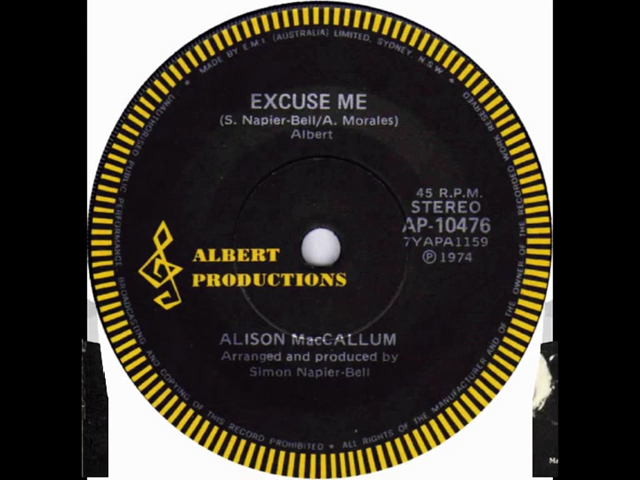 MADE BY E.M.I. (AUSTRALIA) LIMITED, SYDNEY, N.S.W.
EXCUSE ME
(S. Napier-Bell/A. Morales)
Albert
45 R.P.M.
STEREO
AP-10476
7YAPA1159
Ⓟ 1974
ALBERT
PRODUCTIONS
ALISON MacCALLUM
Arranged and produced by
Simon Napier-Bell
UNAUTHORISED PUBLIC PERFORMANCE BROADCASTING AND COPYING OF THIS RECORD PROHIBITED * ALL RIGHTS OF THE MANUFACTURER AND OF THE OWNER OF THE RECORDED WORK RESERVED